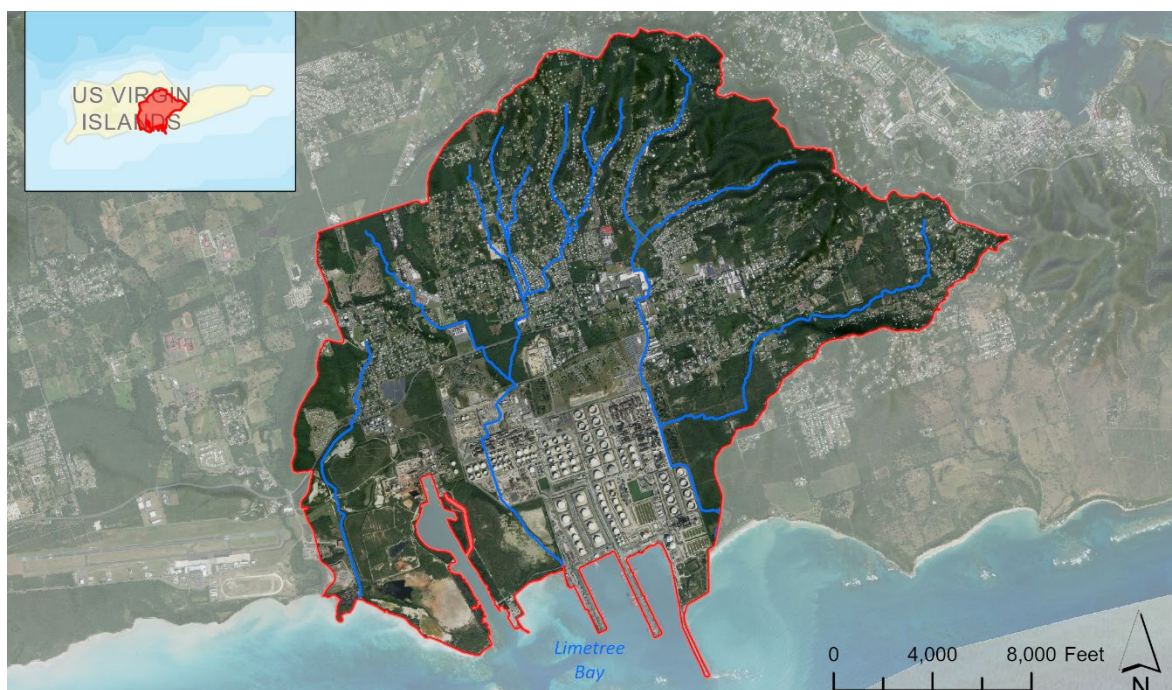 US VIRGIN
ISLANDS
Limetree
Bay
0 4,000 8,000 Feet
N